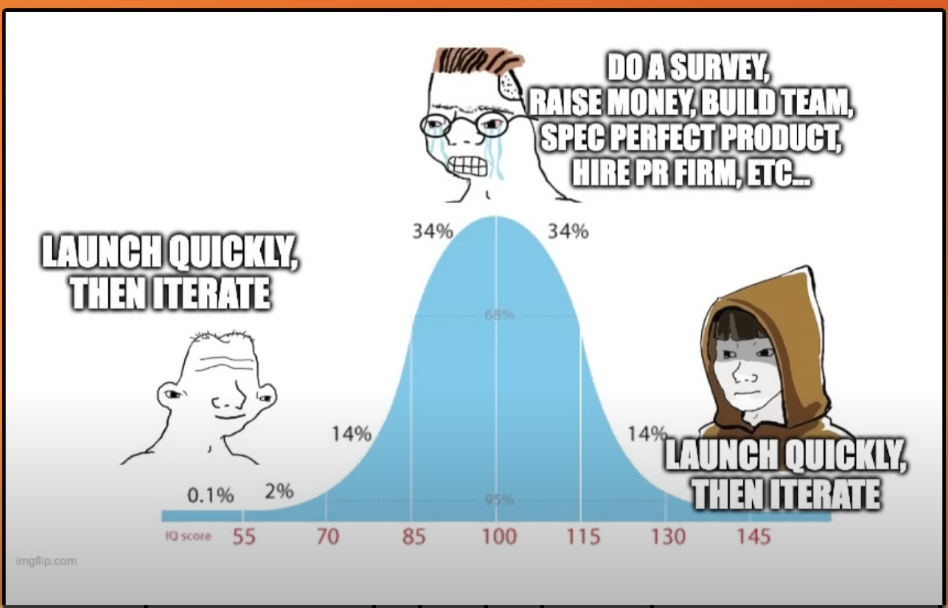 DO A SURVEY,
RAISE MONEY, BUILD TEAM,
SPEC PERFECT PRODUCT,
HIRE PR FIRM, ETC...
34%
34%
LAUNCH QUICKLY,
THEN ITERATE
68%
14%
14%
LAUNCH QUICKLY,
THEN ITERATE
0.1%
2%
95%
IQ score
55
70
85
100
115
130
145
imgflip.com